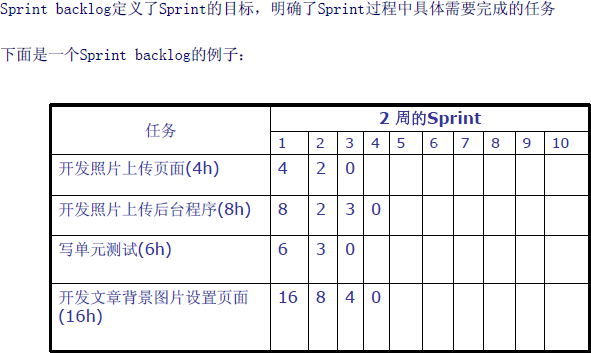 Sprint backlog定义了Sprint的目标，明确了Sprint过程中具体需要完成的任务
下面是一个Sprint backlog的例子：
任务 2 周的Sprint
1 2 3 4 5 6 7 8 9 10
开发照片上传页面(4h) 4 2 0
开发照片上传后台程序(8h) 8 2 3 0
写单元测试(6h) 6 3 0
开发文章背景图片设置页面 16 8 4 0
(16h)